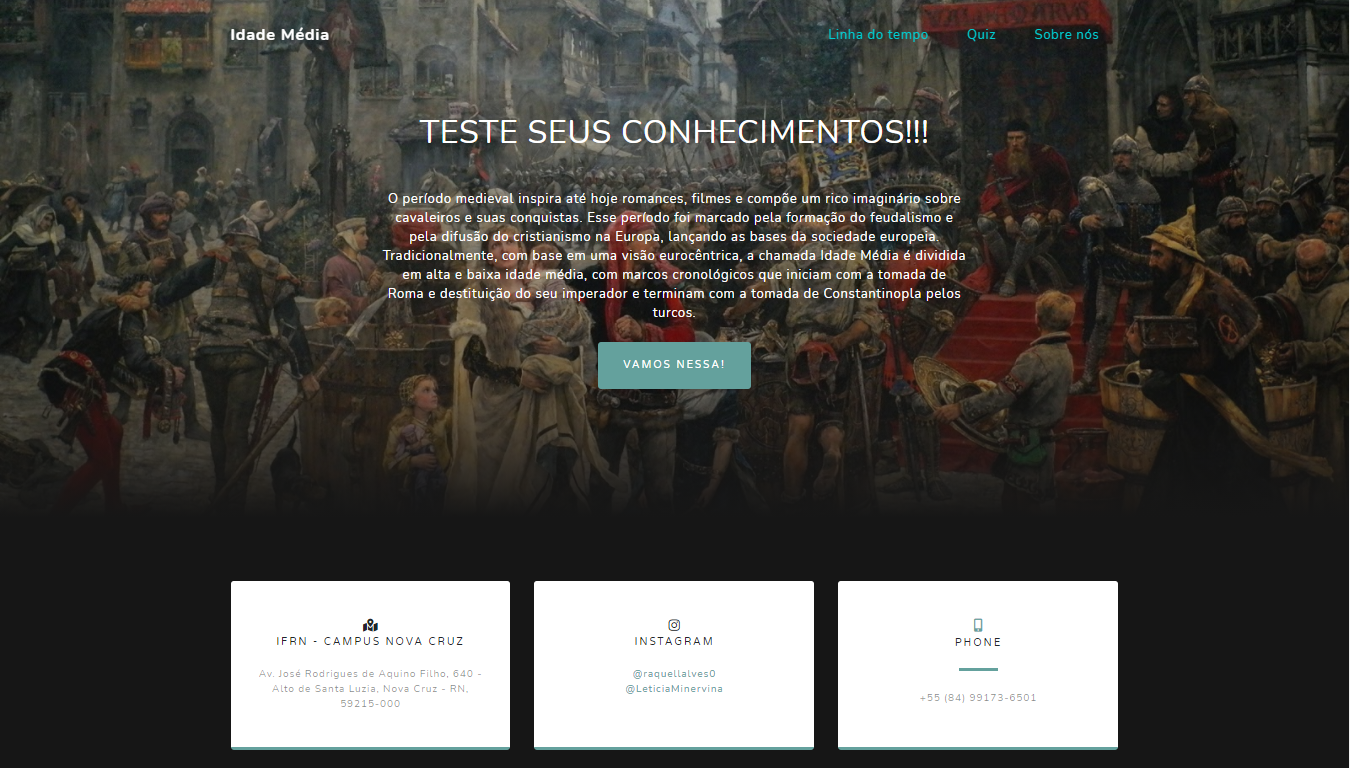 Idade Média
Linha do tempo
Quiz
Sobre nós
TESTE SEUS CONHECIMENTOS!!!
O período medieval inspira até hoje romances, filmes e compõe um rico imaginário sobre
cavaleiros e suas conquistas. Esse período foi marcado pela formação do feudalismo e
pela difusão do cristianismo na Europa, lançando as bases da sociedade europeia.
Tradicionalmente, com base em uma visão eurocêntrica, a chamada Idade Média é dividida
em alta e baixa idade média, com marcos cronológicos que iniciam com a tomada de
Roma e destituição do seu imperador e terminam com a tomada de Constantinopla pelos
turcos.
VAMOS NESSA!
IFRN - CAMPUS NOVA CRUZ
Av. José Rodrigues de Aquino Filho, 640 -
Alto de Santa Luzia, Nova Cruz - RN,
59215-000
INSTAGRAM
@raquellalves0
@LeticiaMinervina
PHONE
+55 (84) 99173-6501